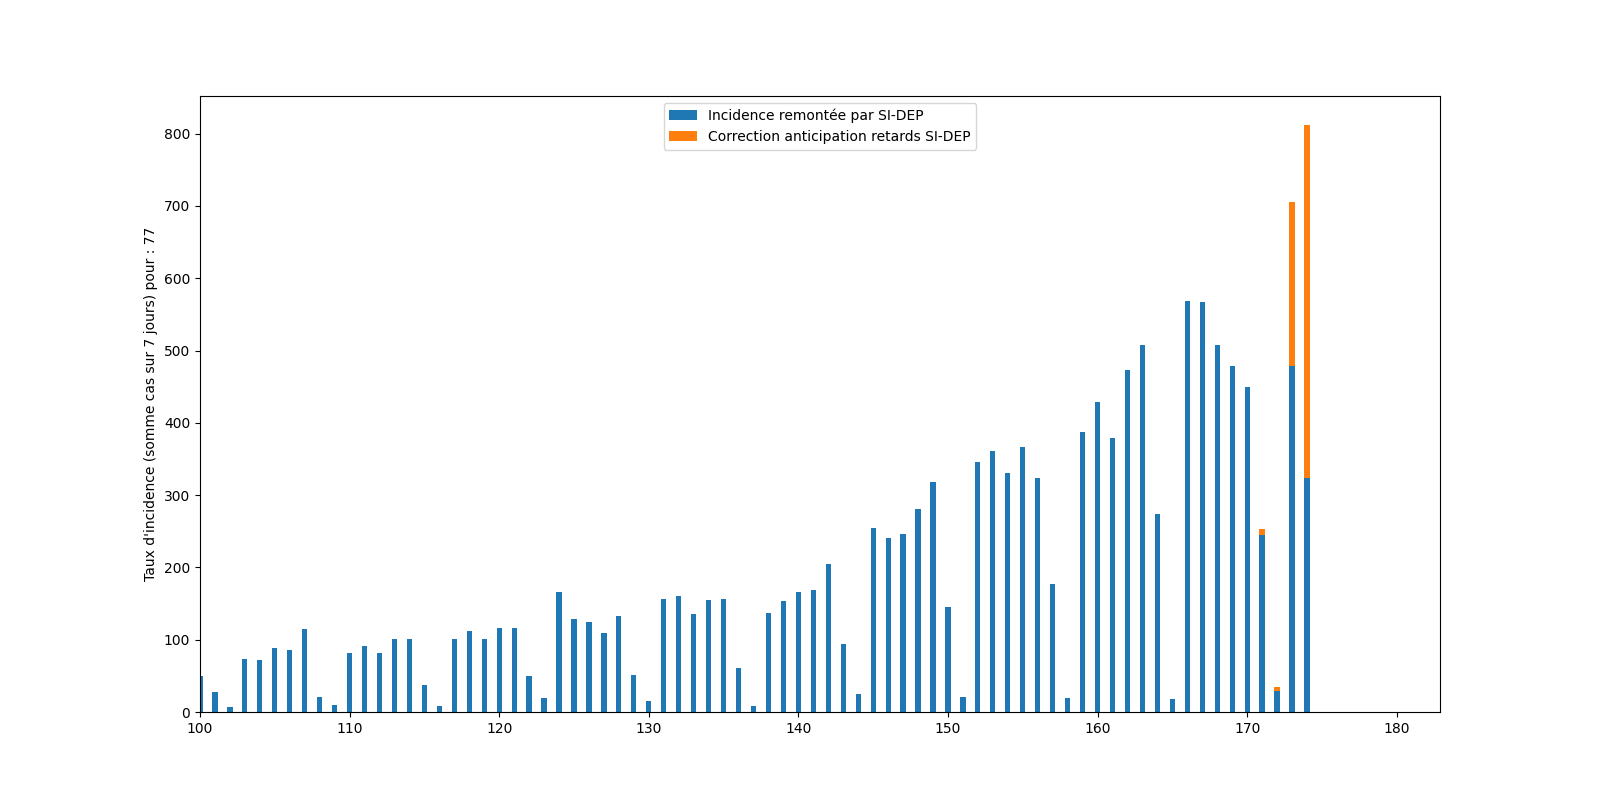 Incidence remontée par SI-DEP
Correction anticipation retards SI-DEP
Taux d'incidence (somme cas sur 7 jours) pour : 77
800
700
600
500
400
300
200
100
0
100 110 120 130 140 150 160 170 180